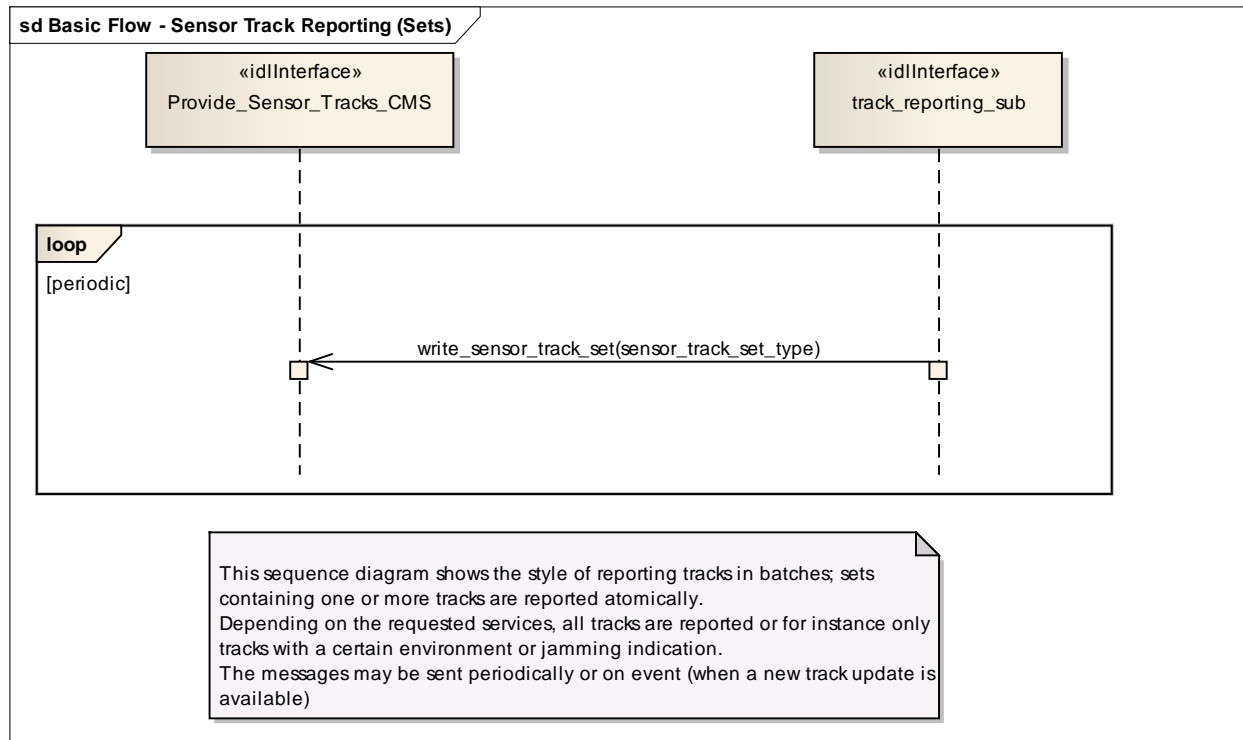 sd Basic Flow - Sensor Track Reporting (Sets)
«idlInterface»
Provide_Sensor_Tracks_CMS
«idlInterface»
track_reporting_sub
loop
[periodic]
write_sensor_track_set(sensor_track_set_type)
This sequence diagram shows the style of reporting tracks in batches; sets
containing one or more tracks are reported atomically.
Depending on the requested services, all tracks are reported or for instance only
tracks with a certain environment or jamming indication.
The messages may be sent periodically or on event (when a new track update is
available)